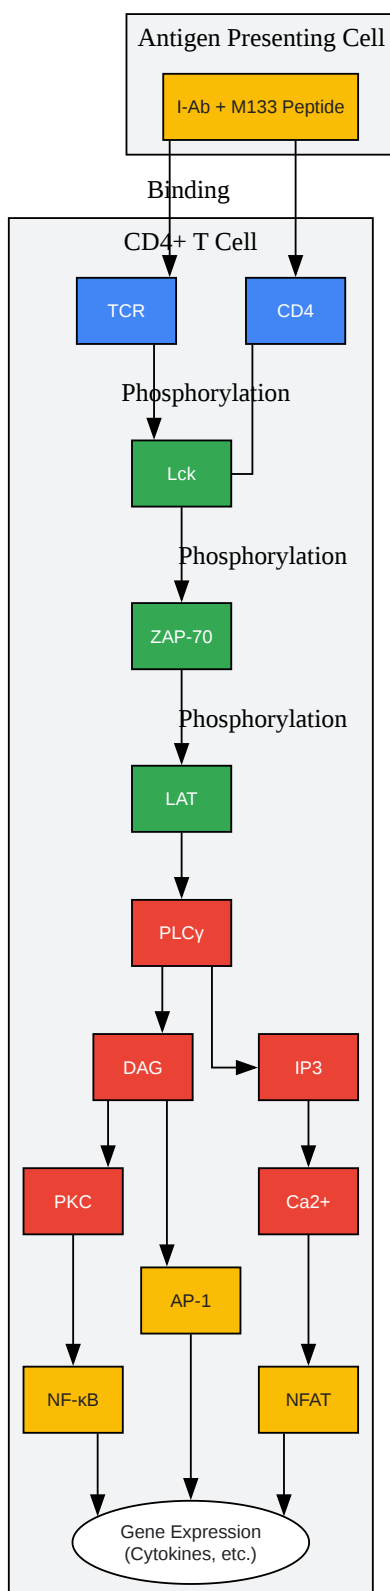 Antigen Presenting Cell
I-Ab + M133 Peptide
Binding
CD4+ T Cell
TCR
CD4
Phosphorylation
Lck
Phosphorylation
ZAP-70
Phosphorylation
LAT
PLCγ
DAG
IP3
PKC
Ca2+
AP-1
NF-κB
NFAT
Gene Expression
(Cytokines, etc.)